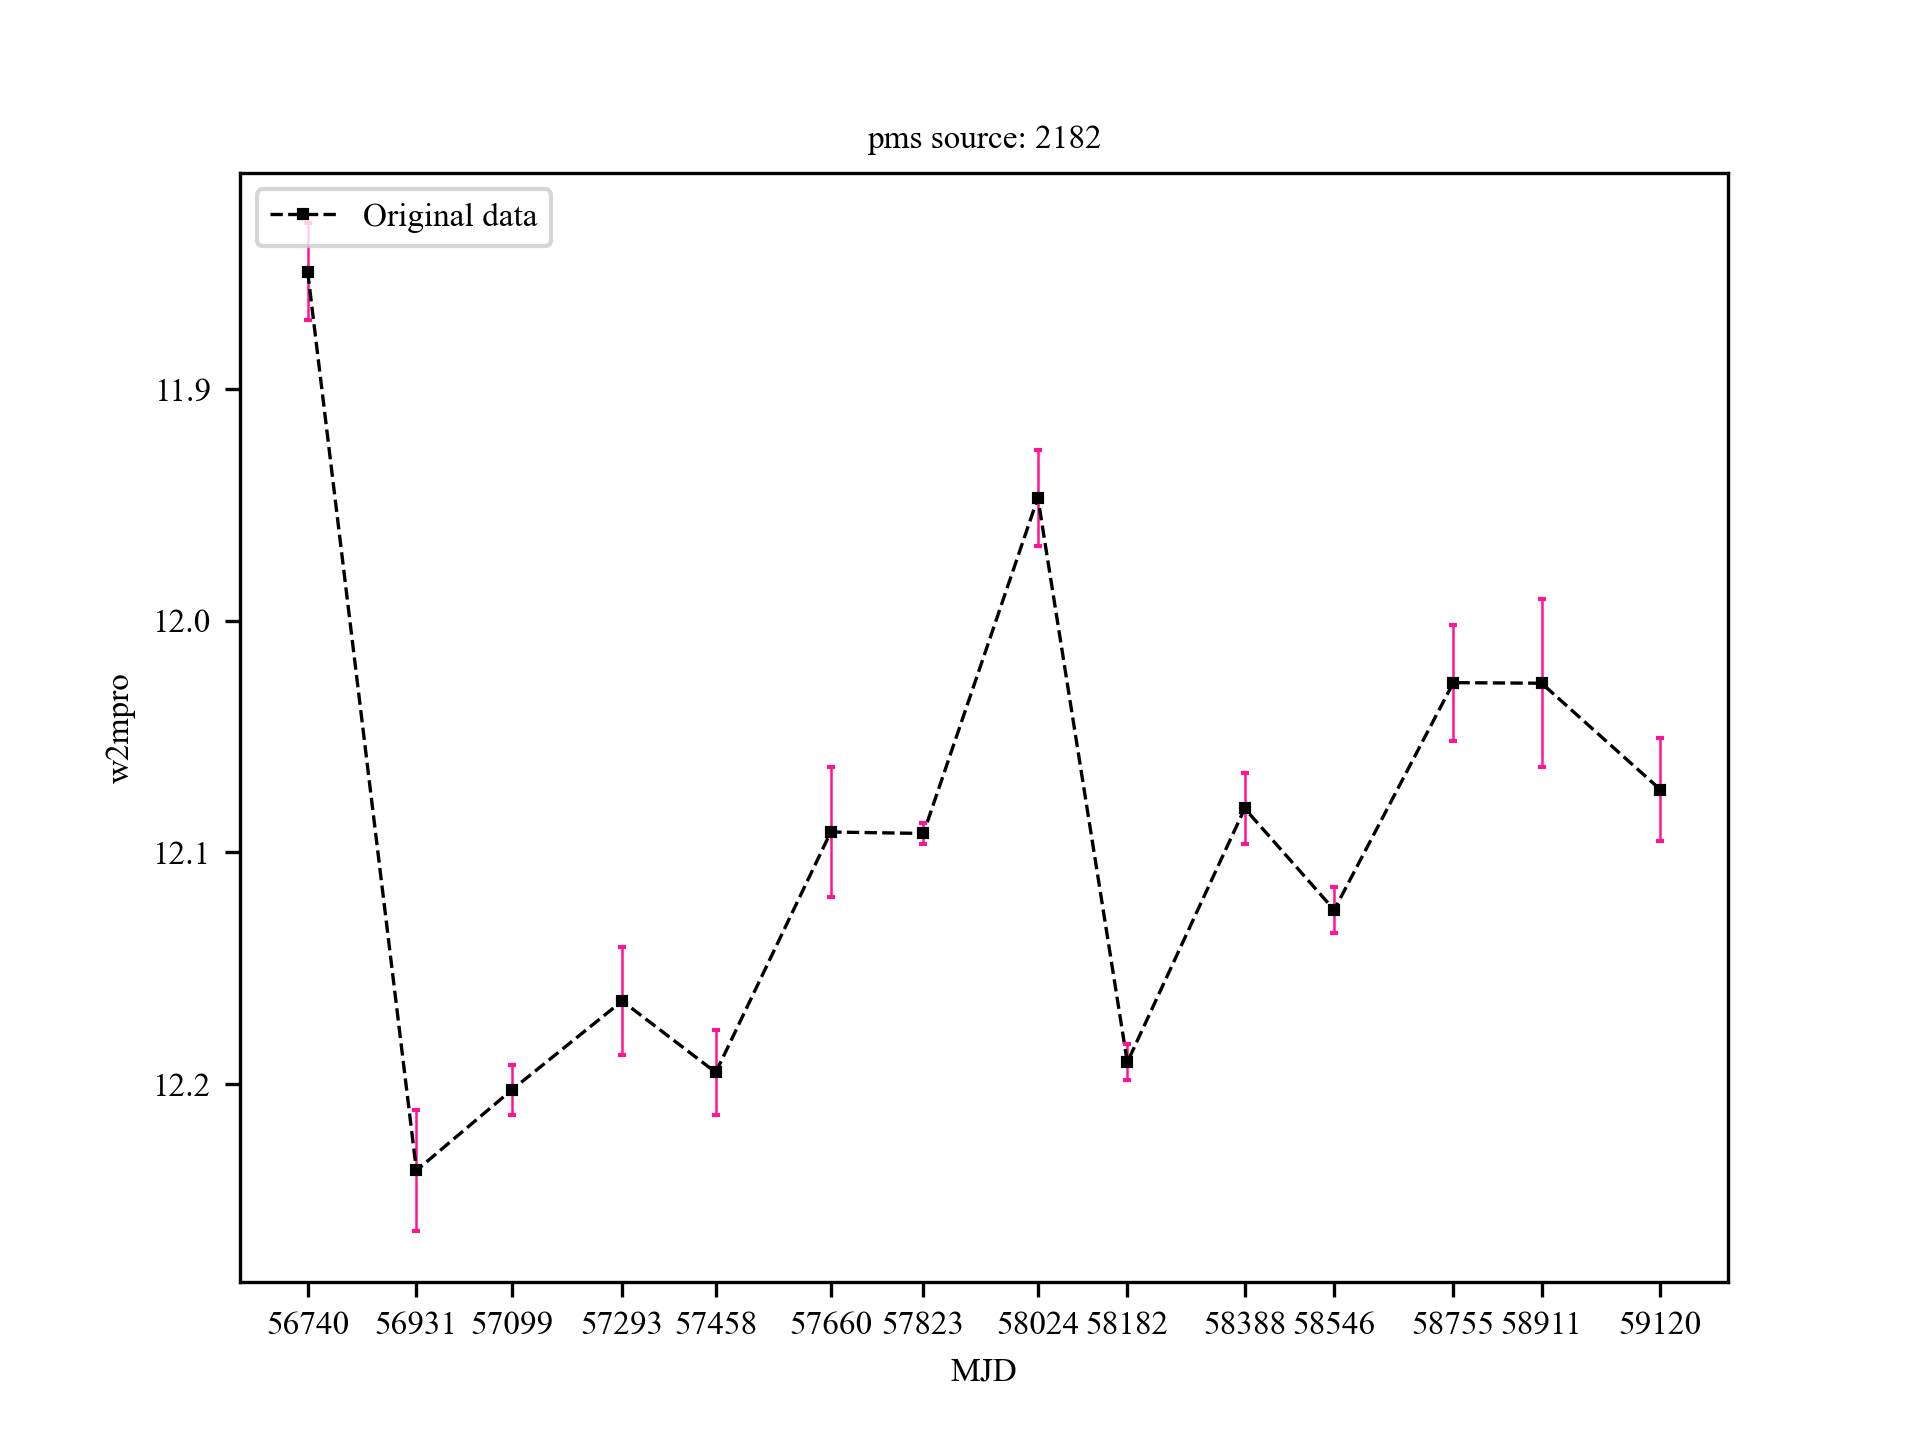 pms source: 2182
Original data
11.9
12.0
12.1
12.2
w2mpro
56740 56931 57099 57293 57458 57660 57823 58024 58182 58388 58546 58755 58911 59120
MJD